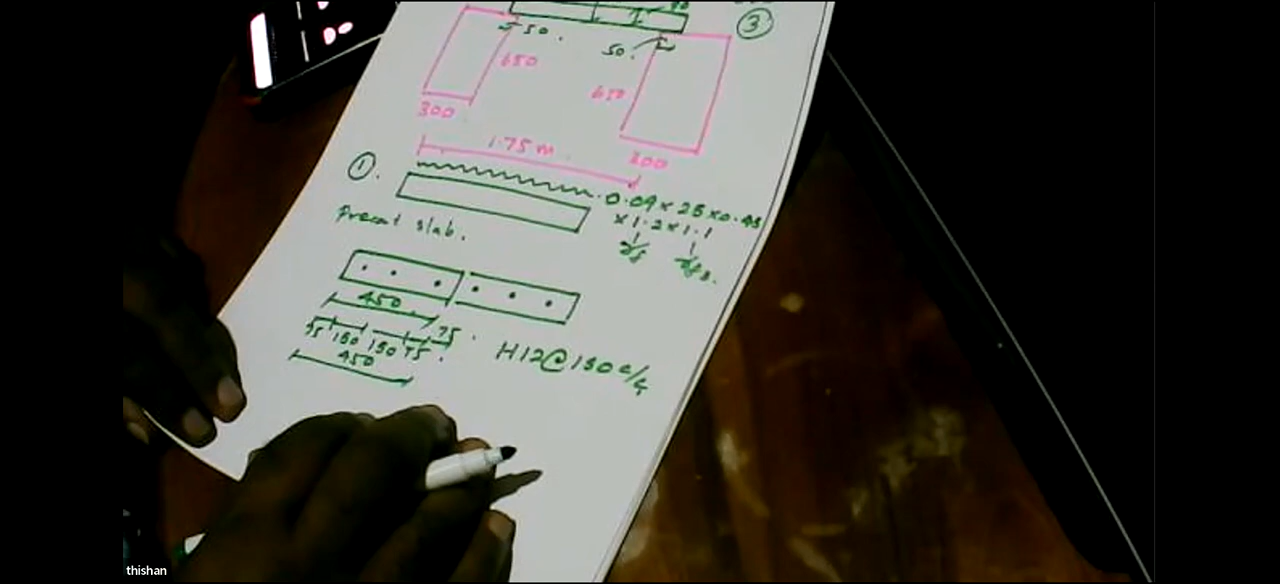 ③
50.
50.
650
650
300
300
1.75 m
①.
0.09 x 25 x 0.45
x 1.2 x 1.1
Precast slab.
450
75 150 150 75
75.
450
H12@150 c/c
thishan